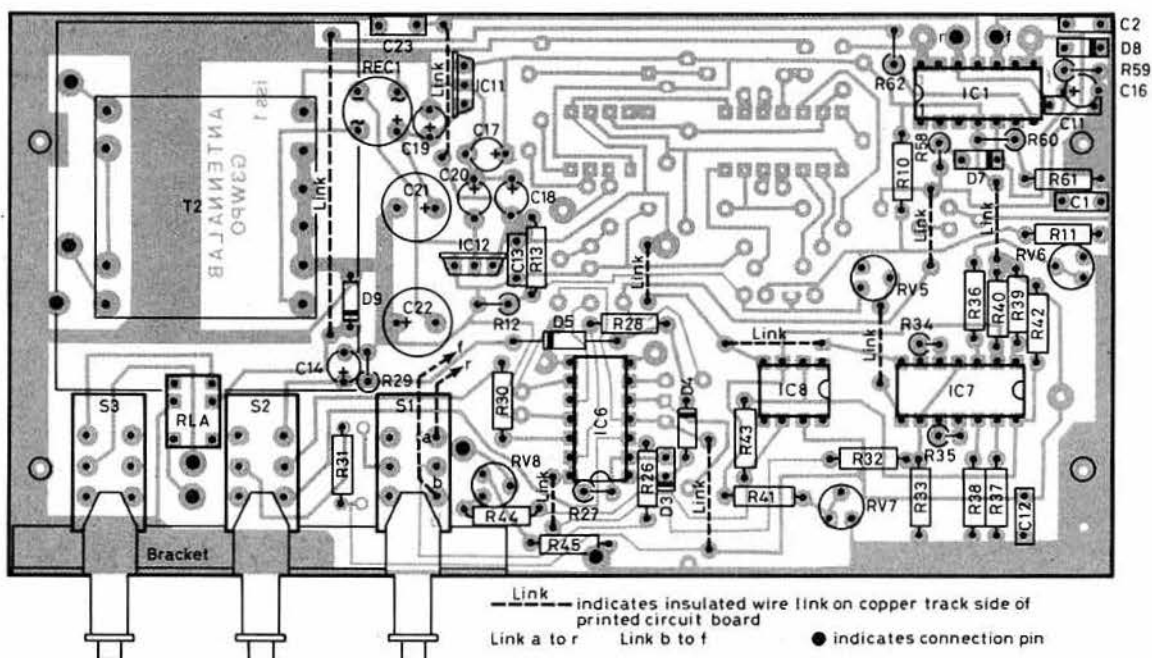 C23
REC1
Link
Link
IC11
C19
C17
C20
C18
C21
C22
IC12
C13
R13
R12
T2
ISS 1
ANTENNALAB
G3WPO
Link
D9
C14
R29
D5
R28
Link
Link
R62
r
f
IC1
C2
D8
R59
C16
C11
R58
R60
D7
R61
C1
R10
Link
Link
R11
RV6
RV5
R36
R40
R39
R42
Link
R34
IC8
IC7
R35
S3
RLA
S2
S1
a
b
f
r
R31
R30
RV8
IC6
D4
R26
D3
R27
R44
Link
R45
Link
R43
R41
R32
RV7
R33
R38
R37
C12
Bracket
Link
indicates insulated wire link on copper track side of
printed circuit board
Link a to r Link b to f
indicates connection pin